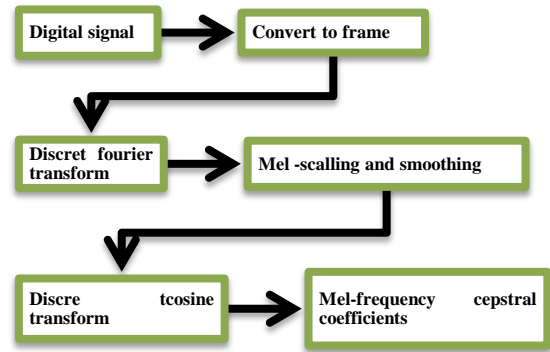 Digital signal
Convert to frame
Discret fourier
transform
Mel -scalling and smoothing
Discre tcosine
transform
Mel-frequency cepstral
coefficients